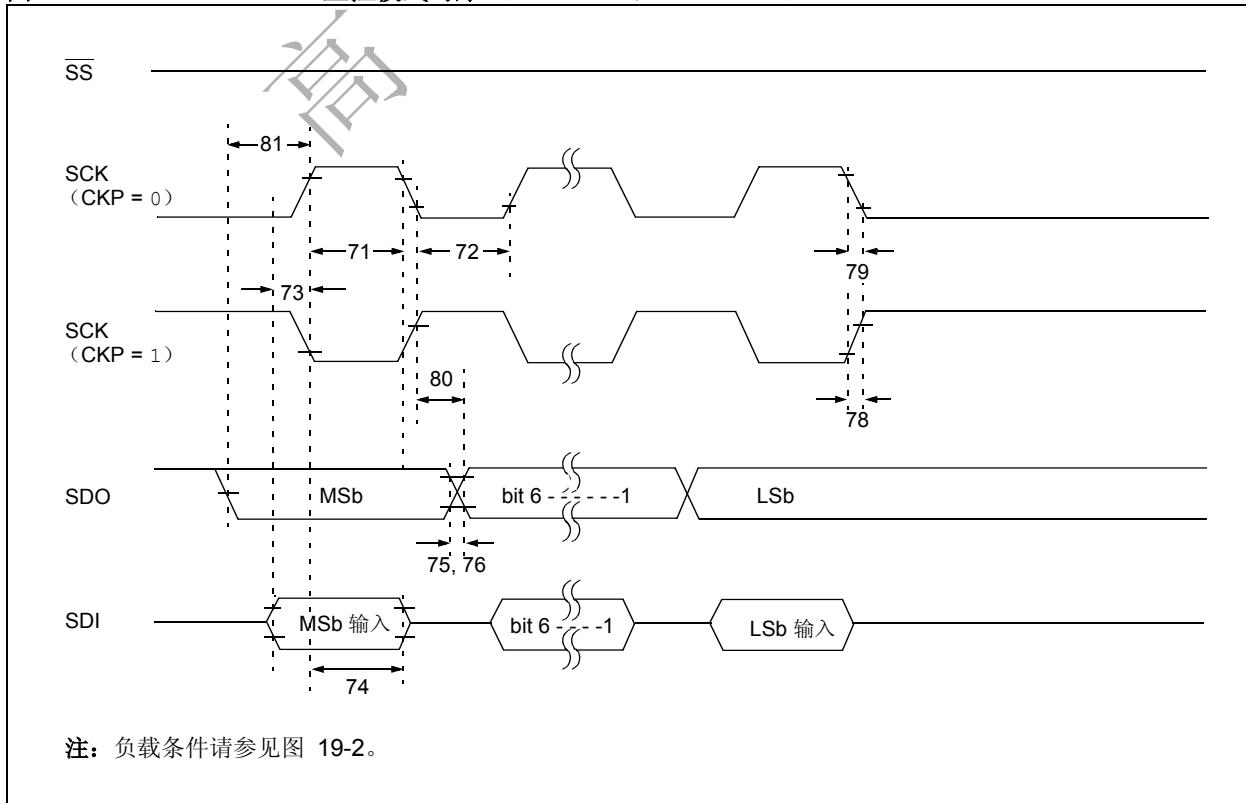 SS
81
SCK
（CKP = 0）
71
72
79
73
SCK
（CKP = 1）
80
78
SDO
MSb
bit 6 - - - - - - -1
LSb
75, 76
SDI
MSb 输入
bit 6 - - - - -1
LSb 输入
74
注：负载条件请参见图 19-2。
高